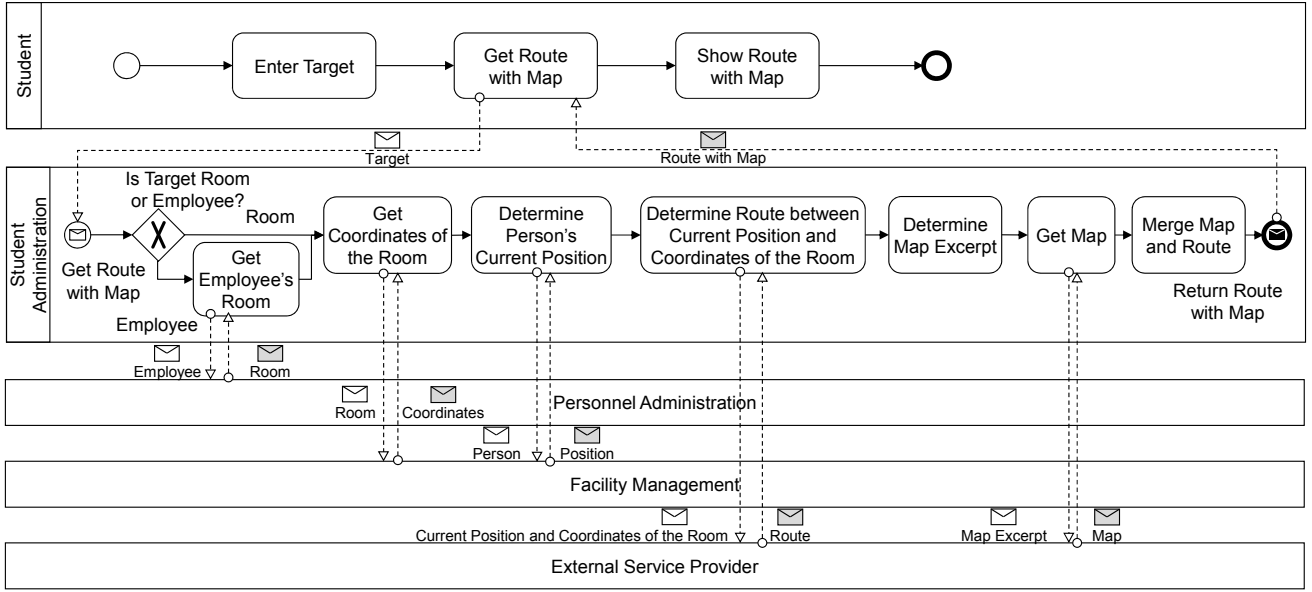 Student
Enter Target
Get Route
with Map
Show Route
with Map
Target
Route with Map
Student
Administration
Is Target Room
or Employee?
Room
Get Route
with Map
Employee
Get
Employee's
Room
Get
Coordinates of
the Room
Determine
Person's
Current Position
Determine Route between
Current Position and
Coordinates of the Room
Determine
Map Excerpt
Get Map
Merge Map
and Route
Return Route
with Map
Employee
Room
Personnel Administration
Room
Coordinates
Person
Position
Facility Management
Current Position and Coordinates of the Room
Route
Map Excerpt
Map
External Service Provider